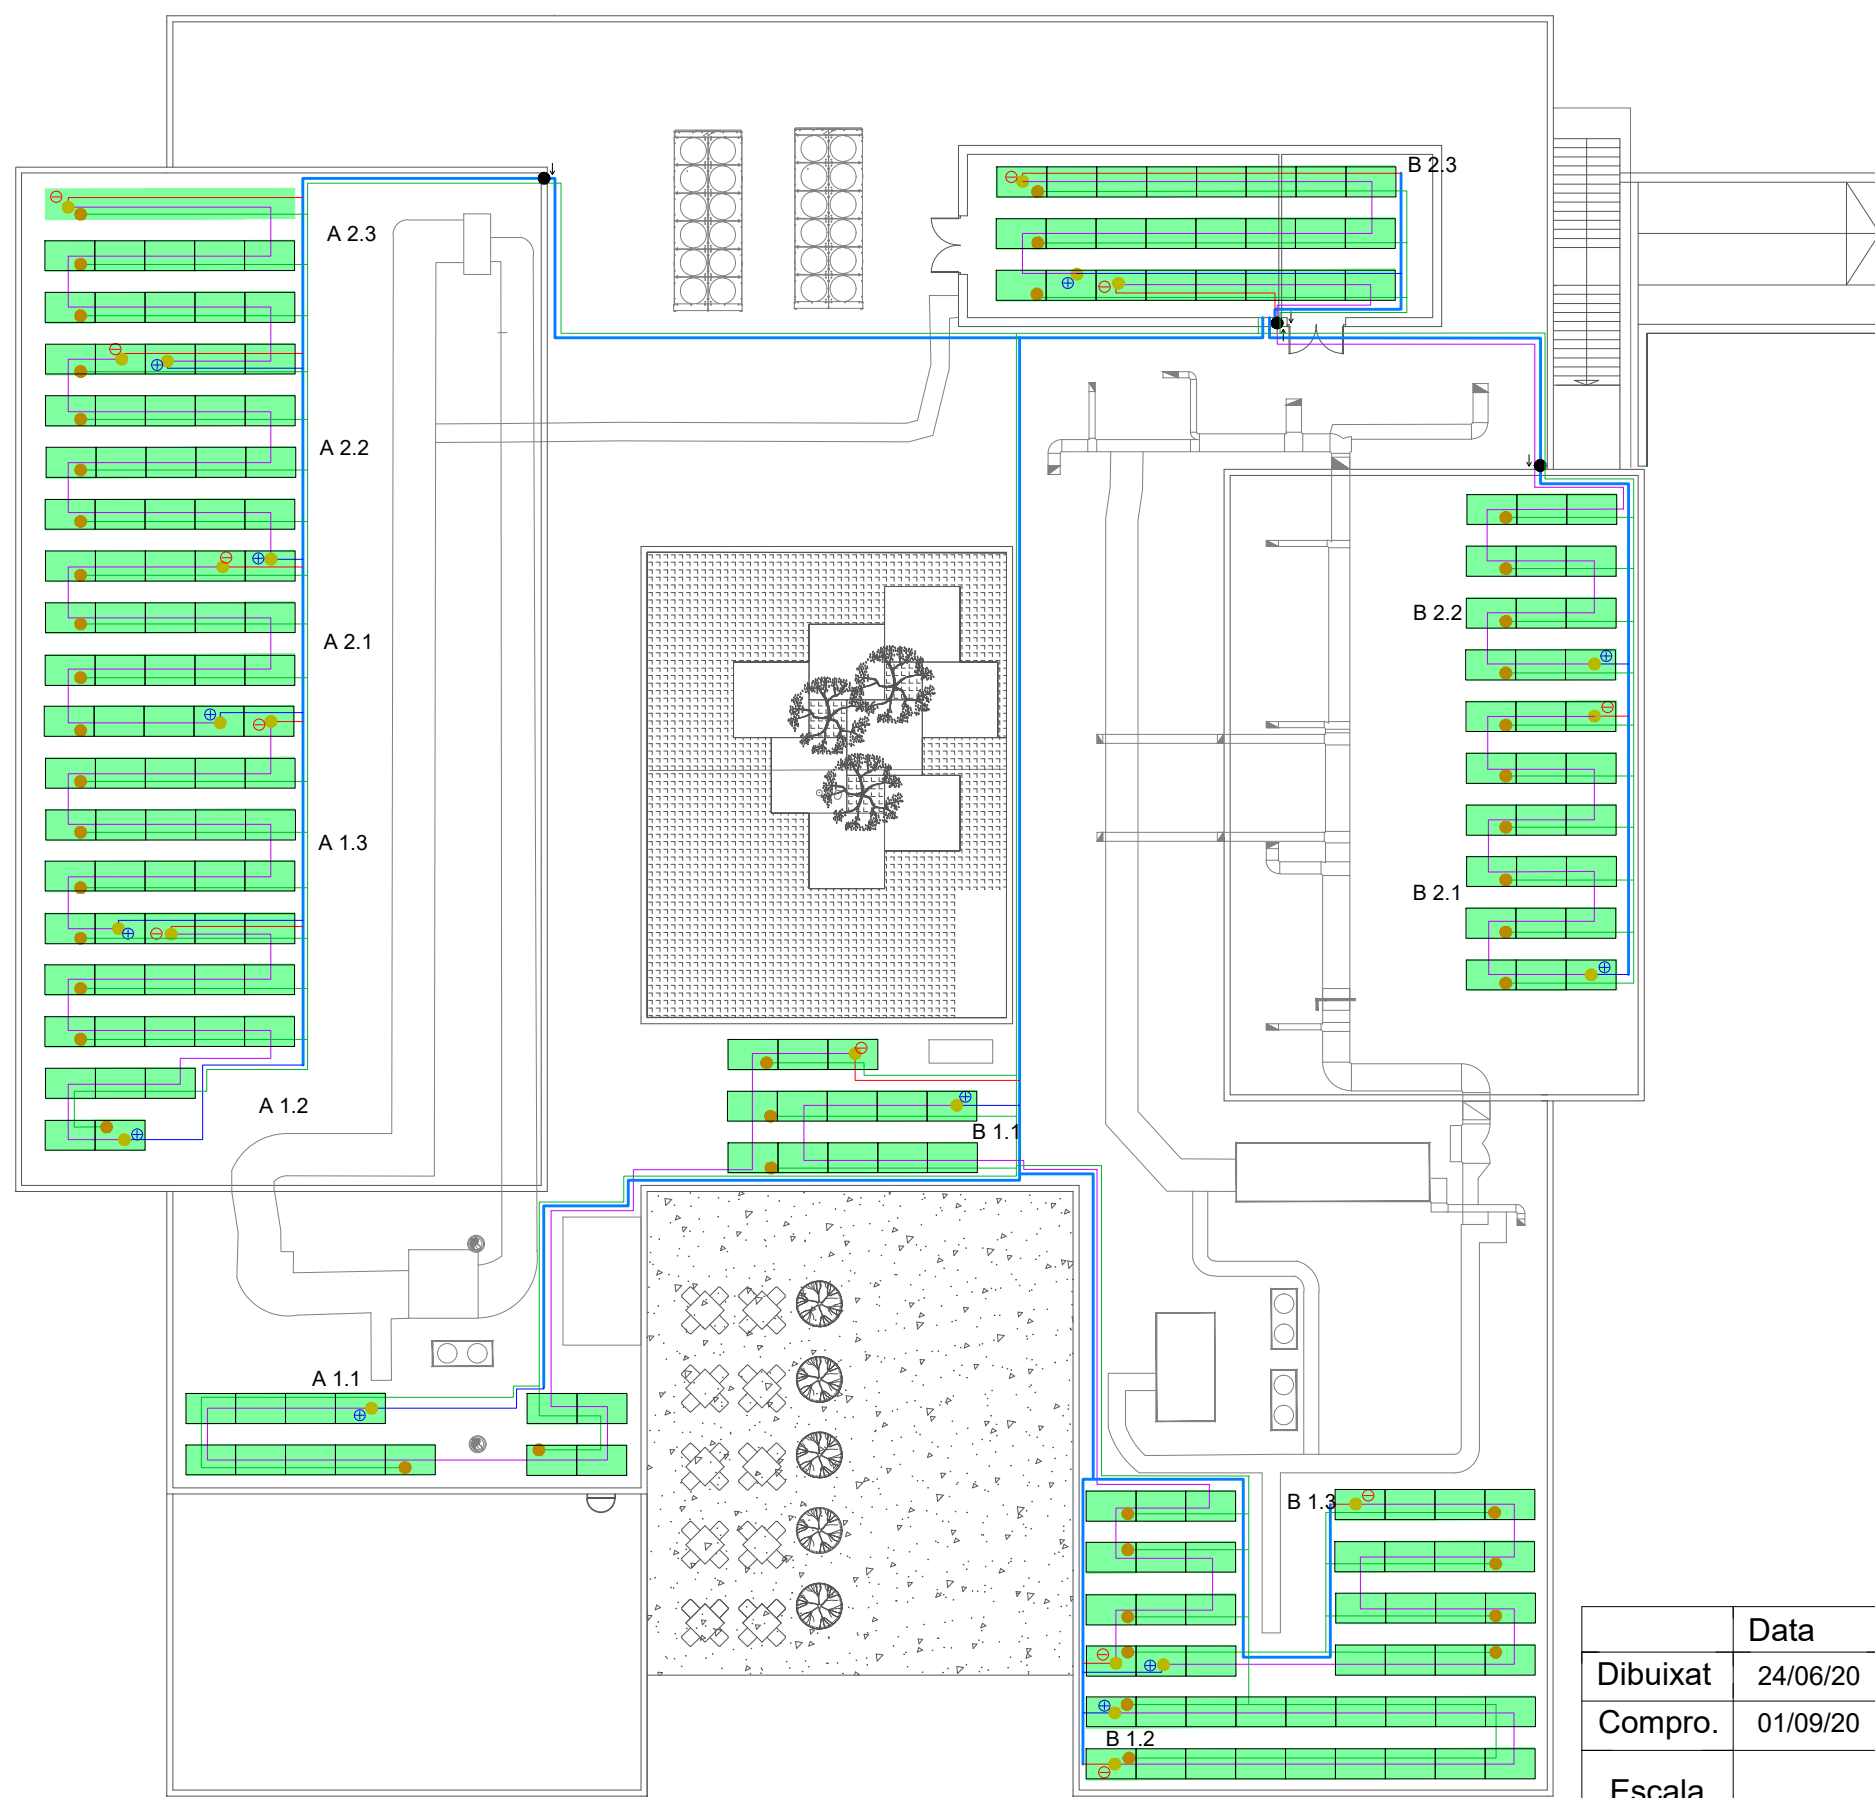 B 2.3
A 2.3
A 2.2
B 2.2
A 2.1
A 1.3
B 2.1
A 1.2
B 1.1
A 1.1
B 1.3
B 1.2
Data
Dibuixat 24/06/20
Compro. 01/09/20
Escala